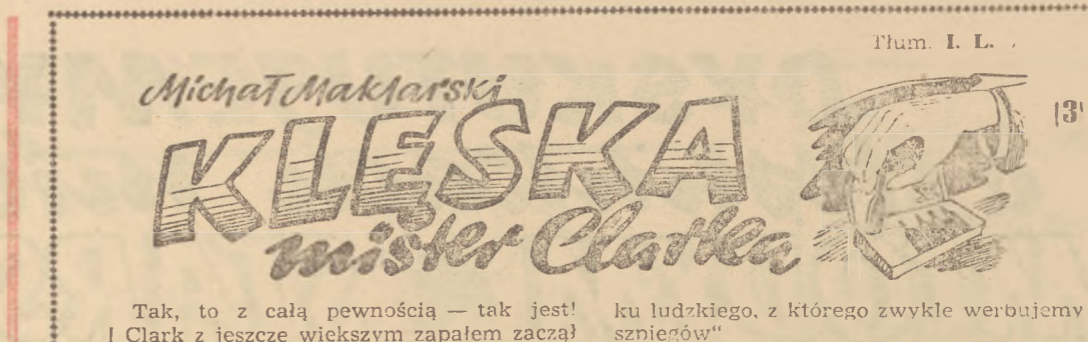 Tłum. I. L.
Michał Maklarski
KLĘSKA
mister Clarka
(3)
Tak, to z całą pewnością — tak jest!
I Clark z jeszcze większym zapałem zaczął
ku ludzkiego, z którego zwykle werbujemy
szpiegów“